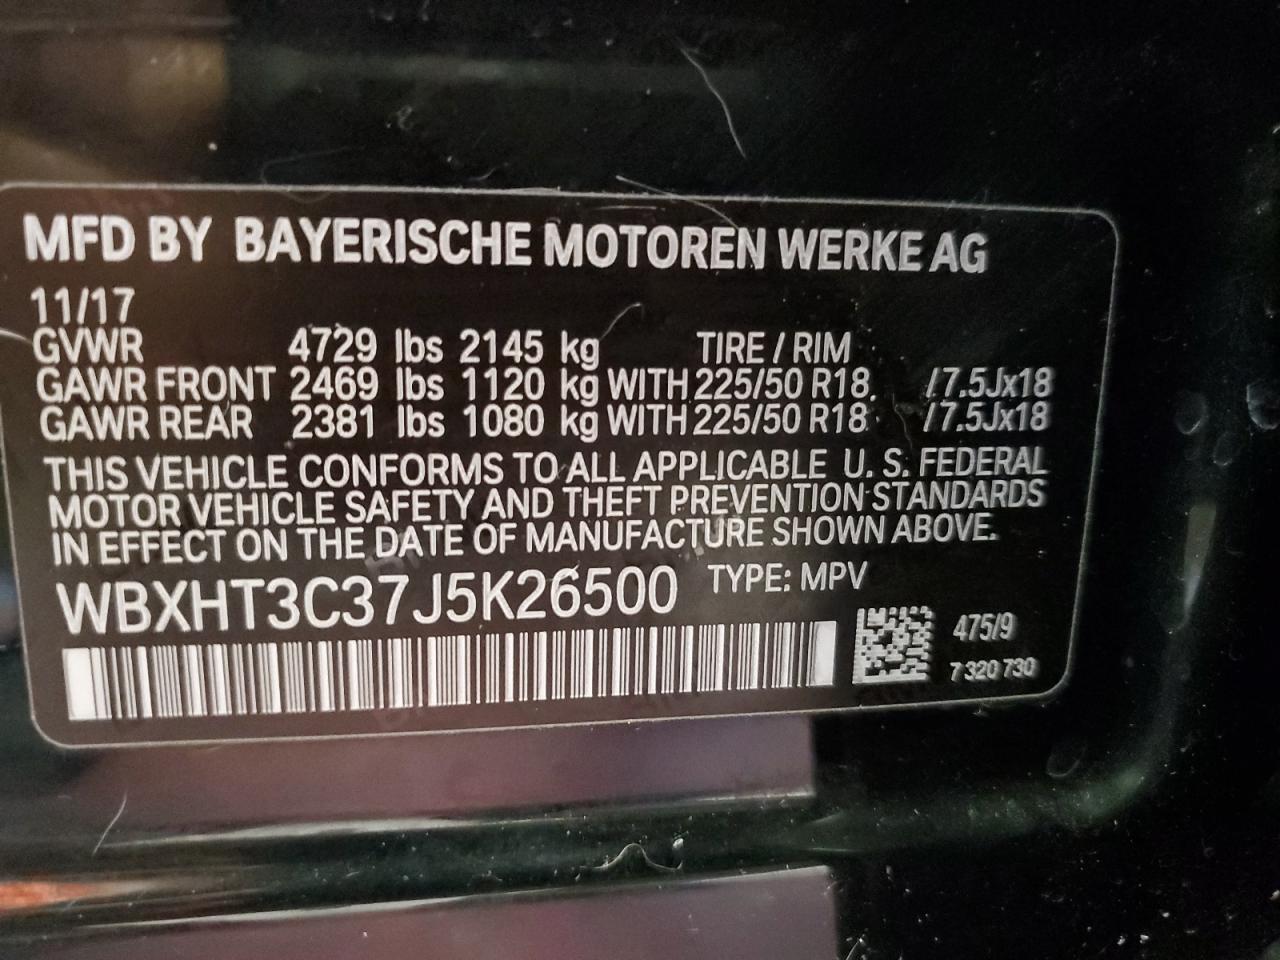 MFD BY BAYERISCHE MOTOREN WERKE AG
11/17
GVWR 4729 lbs 2145 kg TIRE / RIM
GAWR FRONT 2469 lbs 1120 kg WITH 225/50 R18. /7.5Jx18
GAWR REAR 2381 lbs 1080 kg WITH 225/50 R18 /7.5Jx18
THIS VEHICLE CONFORMS TO ALL APPLICABLE U. S. FEDERAL
MOTOR VEHICLE SAFETY AND THEFT PREVENTION STANDARDS
IN EFFECT ON THE DATE OF MANUFACTURE SHOWN ABOVE.
WBXHT3C37J5K26500 TYPE: MPV
475/9
7 320 730